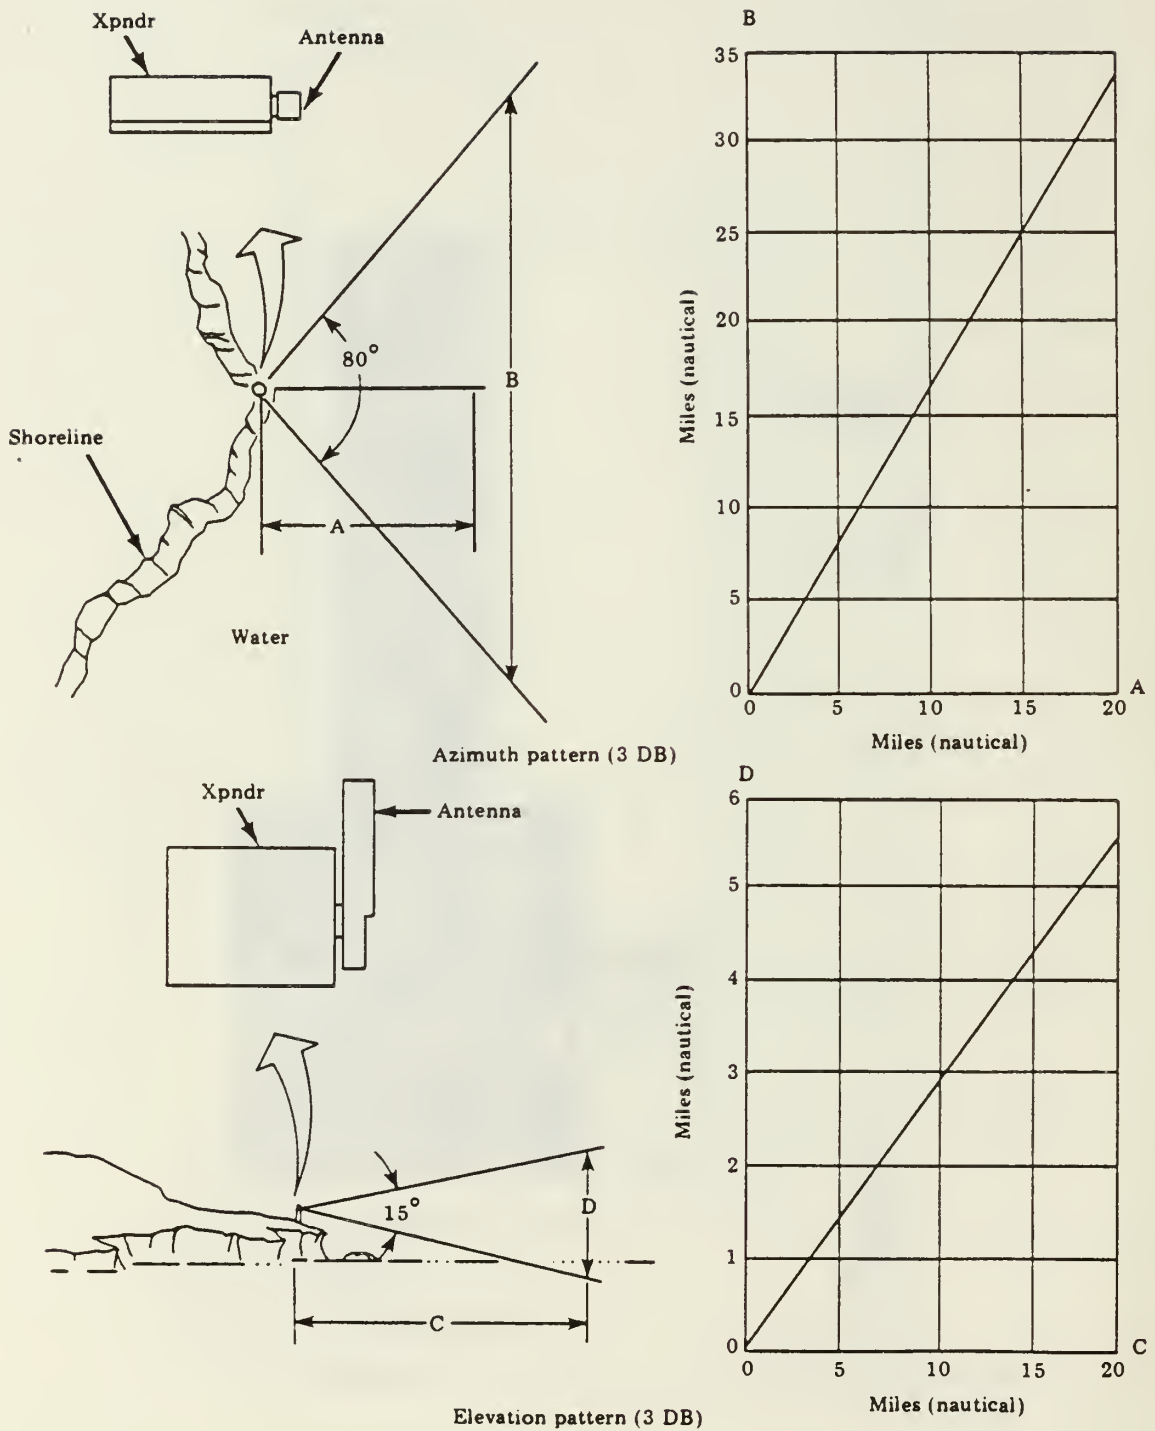 Xpndr
Antenna
80°
B
A
Shoreline
Water
Azimuth pattern (3 DB)
B
35
30
25
20
15
10
5
0
Miles (nautical)
0 5 10 15 20
A
Miles (nautical)
Xpndr
Antenna
15°
D
C
Elevation pattern (3 DB)
D
6
5
4
3
2
1
0
Miles (nautical)
0 5 10 15 20
C
Miles (nautical)